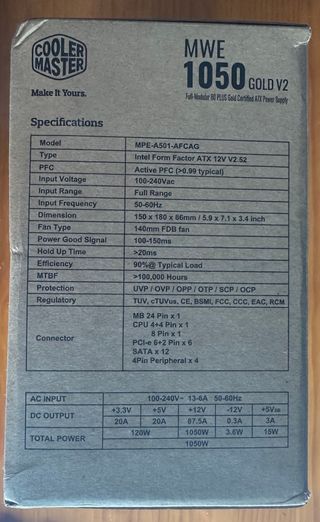 COOLER
MASTER
Make It Yours.
MWE
1050 GOLD V2
Full-Modular 80 PLUS Gold Certified ATX Power Supply
Specifications
Model MPE-A501-AFCAG
Type Intel Form Factor ATX 12V V2.52
PFC Active PFC (>0.99 typical)
Input Voltage 100-240Vac
Input Range Full Range
Input Frequency 50-60Hz
Dimension 150 x 180 x 86mm / 5.9 x 7.1 x 3.4 inch
Fan Type 140mm FDB fan
Power Good Signal 100-150ms
Hold Up Time >20ms
Efficiency 90%@ Typical Load
MTBF >100,000 Hours
Protection UVP / OVP / OPP / OTP / SCP / OCP
Regulatory TUV, cTUVus, CE, BSMI, FCC, CCC, EAC, RCM
Connector
MB 24 Pin x 1
CPU 4+4 Pin x 1
8 Pin x 1
PCI-e 6+2 Pin x 6
SATA x 12
4Pin Peripheral x 4
AC INPUT 100-240V~ 13-6A 50-60Hz
DC OUTPUT +3.3V +5V +12V -12V +5VSB
20A 20A 87.5A 0.3A 3A
TOTAL POWER 120W 1050W 3.6W 15W
1050W